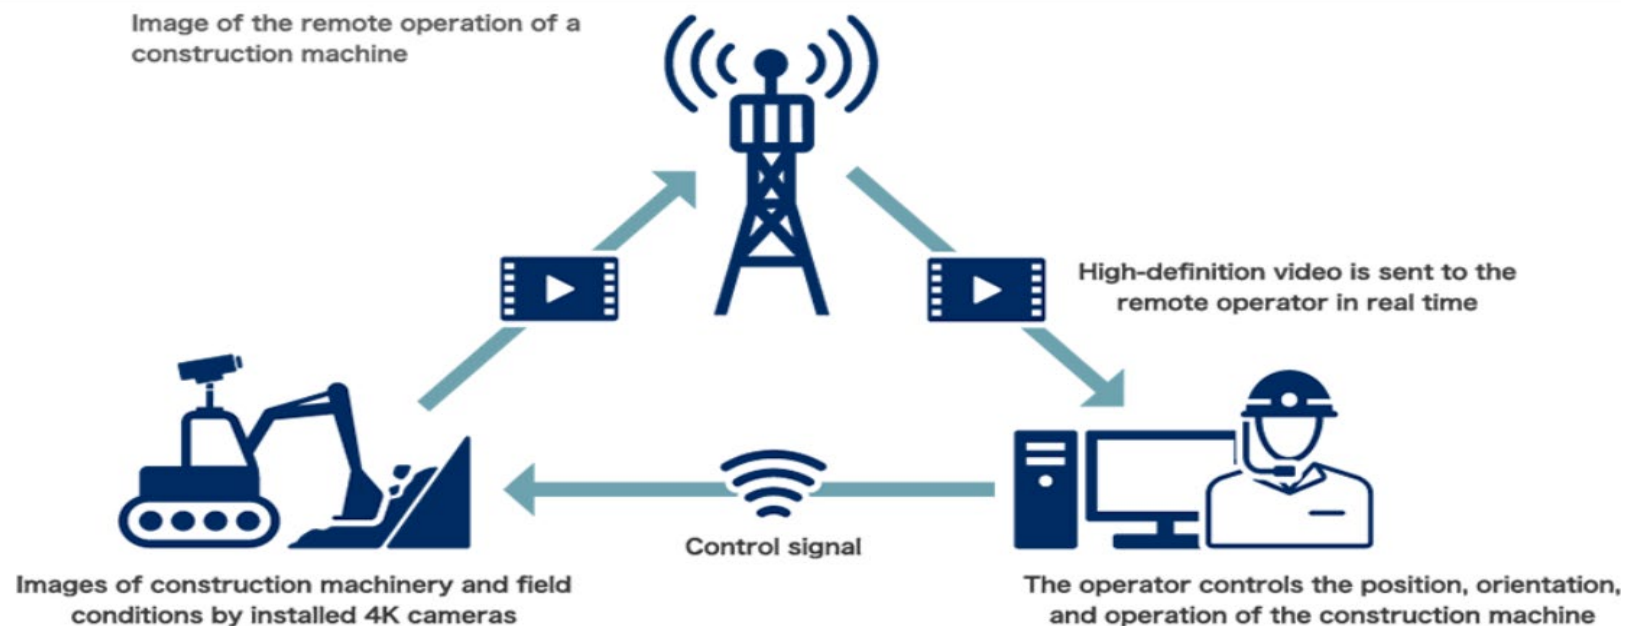 Image of the remote operation of a
construction machine
High-definition video is sent to the
remote operator in real time
Control signal
Images of construction machinery and field
conditions by installed 4K cameras
The operator controls the position, orientation,
and operation of the construction machine